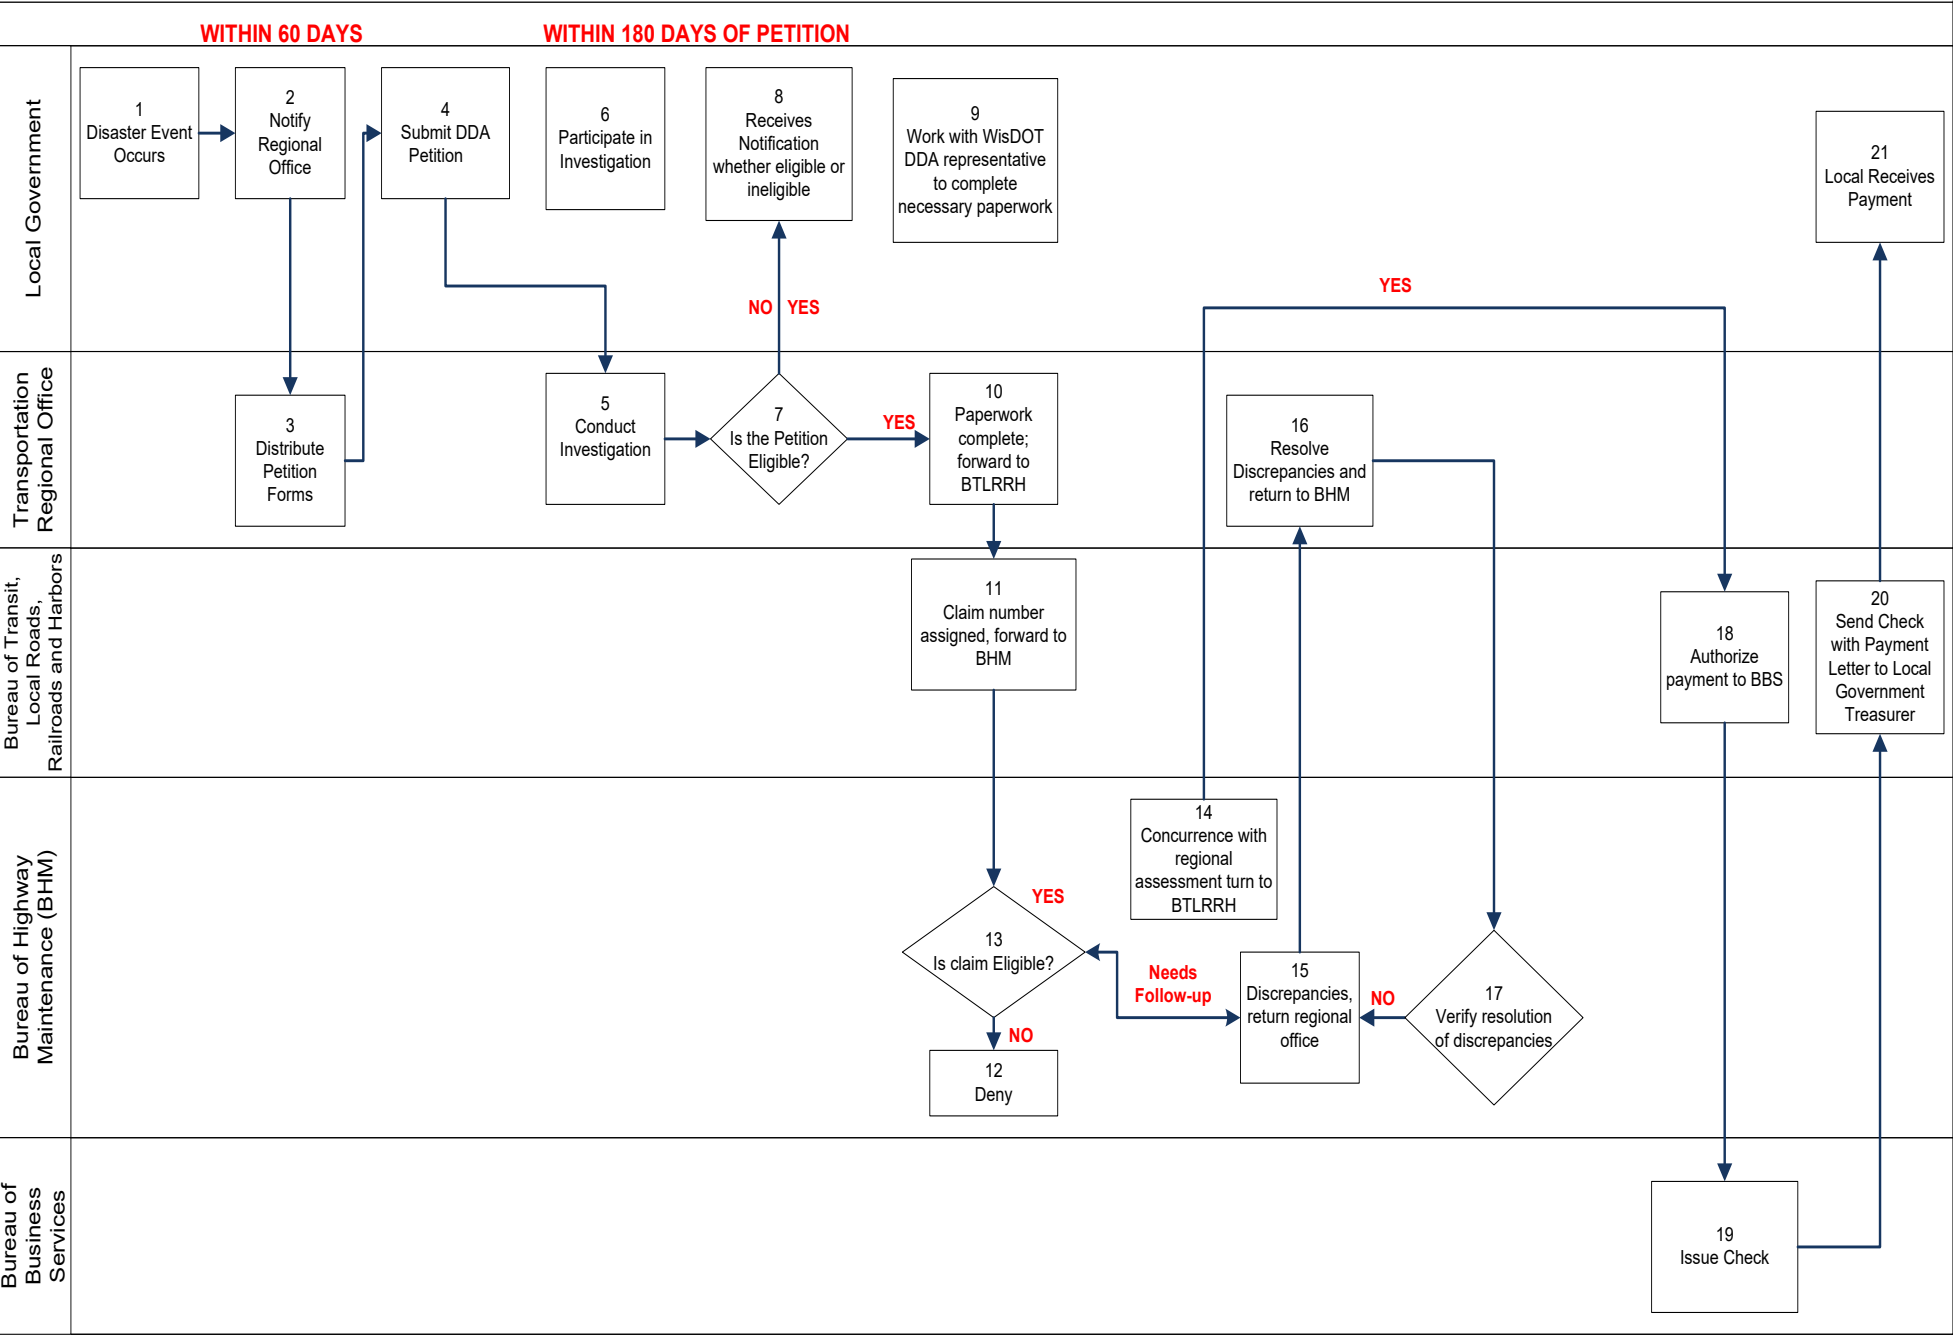 WITHIN 60 DAYS
WITHIN 180 DAYS OF PETITION
Local Government
1
Disaster Event
Occurs
2
Notify
Regional
Office
4
Submit DDA
Petition
6
Participate in
Investigation
8
Receives
Notification
whether eligible or
ineligible
9
Work with WisDOT
DDA representative
to complete
necessary paperwork
21
Local Receives
Payment
NO
YES
YES
Transportation
Regional Office
3
Distribute
Petition
Forms
5
Conduct
Investigation
7
Is the Petition
Eligible?
YES
10
Paperwork
complete;
forward to
BTLRRH
16
Resolve
Discrepancies and
return to BHM
Bureau of Transit,
Local Roads,
Railroads and Harbors
11
Claim number
assigned, forward to
BHM
18
Authorize
payment to BBS
20
Send Check
with Payment
Letter to Local
Government
Treasurer
Bureau of Highway
Maintenance (BHM)
14
Concurrence with
regional
assessment turn to
BTLRRH
YES
13
Is claim Eligible?
Needs
Follow-up
15
Discrepancies,
return regional
office
NO
17
Verify resolution
of discrepancies
NO
12
Deny
Bureau of
Business
Services
19
Issue Check